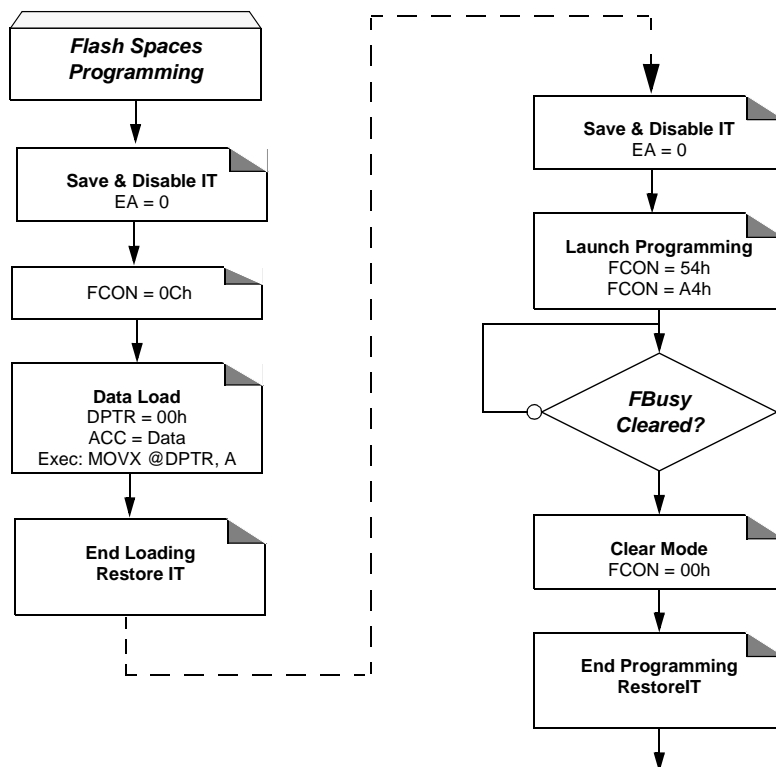 Flash Spaces
Programming
Save & Disable IT
EA = 0
FCON = 0Ch
Data Load
DPTR = 00h
ACC = Data
Exec: MOVX @DPTR, A
End Loading
Restore IT
Save & Disable IT
EA = 0
Launch Programming
FCON = 54h
FCON = A4h
FBusy
Cleared?
Clear Mode
FCON = 00h
End Programming
RestoreIT